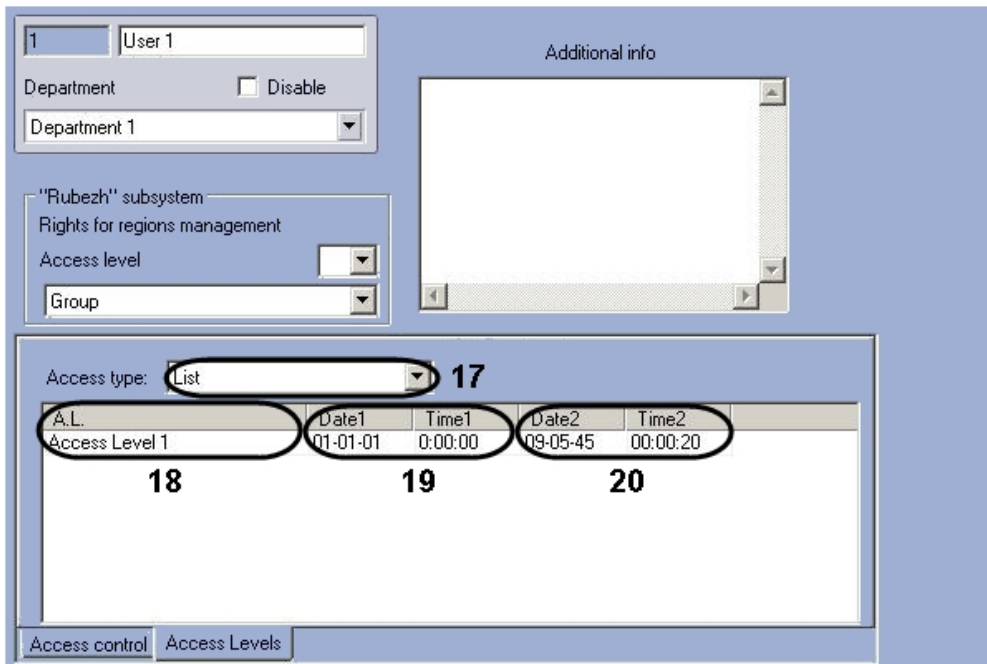 1 User 1
Additional info
Department Disable
Department 1
"Rubezh" subsystem
Rights for regions management
Access level
Group
Access type: List 17
A.L. Date1 Time1 Date2 Time2
Access Level 1 01-01-01 0:00:00 09-05-45 00:00:20
18 19 20
Access control Access Levels